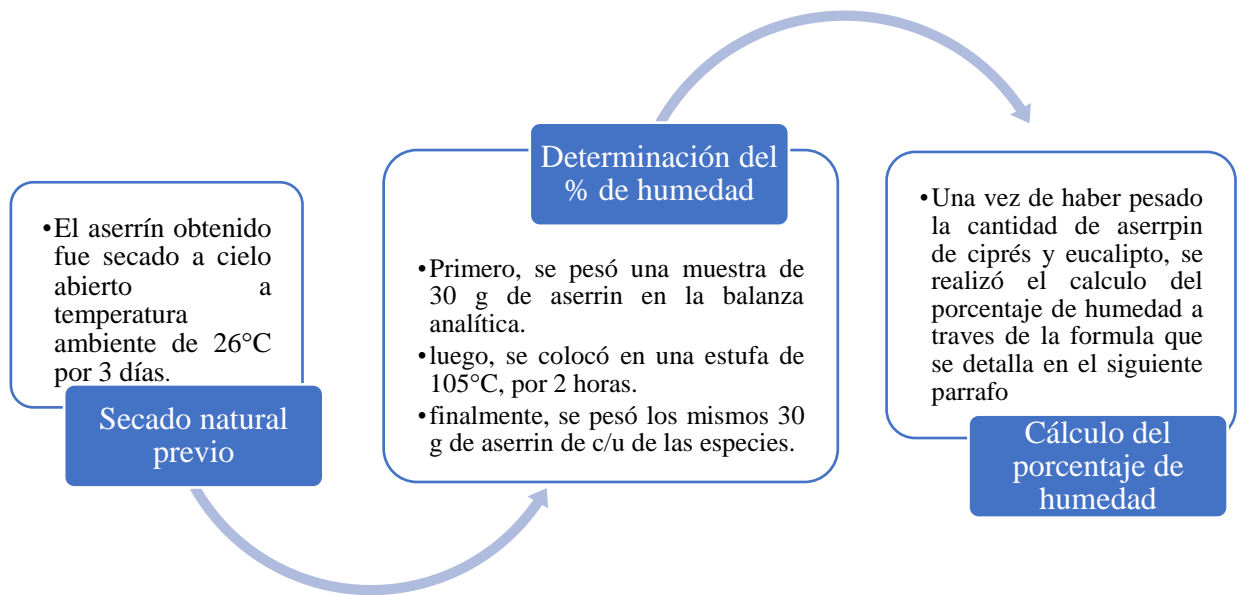 •El aserrín obtenido
fue secado a cielo
abierto a
temperatura
ambiente de 26°C
por 3 días.
Secado natural
previo
Determinación del
% de humedad
•Primero, se pesó una muestra de
30 g de aserrin en la balanza
analítica.
•luego, se colocó en una estufa de
105°C, por 2 horas.
•finalmente, se pesó los mismos 30
g de aserrin de c/u de las especies.
•Una vez de haber pesado
la cantidad de aserrpin
de ciprés y eucalipto, se
realizó el calculo del
porcentaje de humedad a
traves de la formula que
se detalla en el siguiente
parrafo
Cálculo del
porcentaje de
humedad